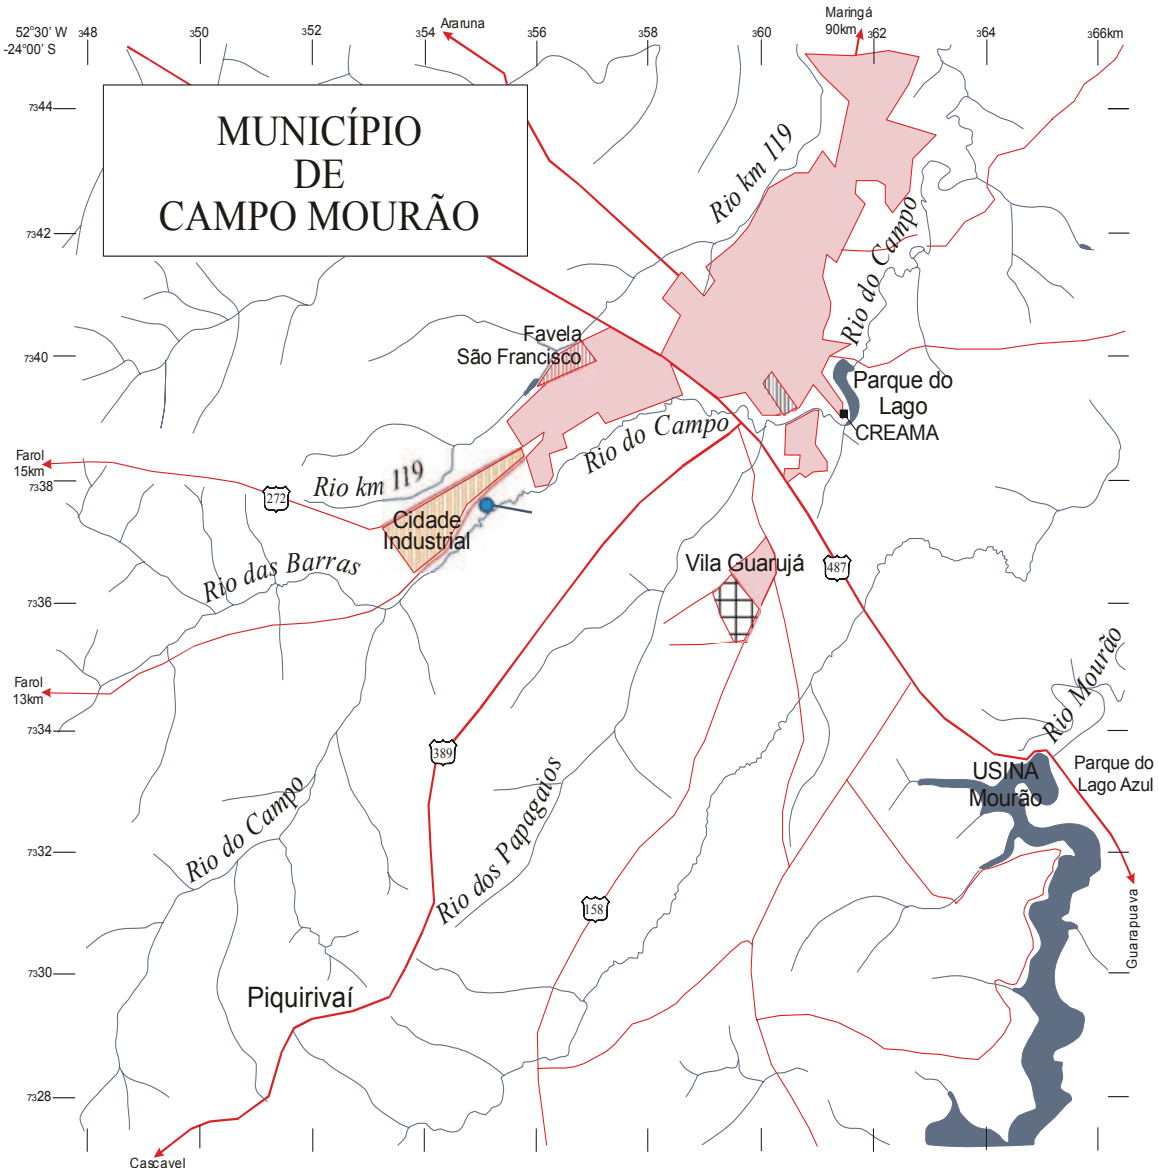 Maringá
90km
Araruna
52°30' W
-24°00' S
348
350
352
354
356
358
360
362
364
366km
7344
7342
7340
7338
7336
7334
7332
7330
7328
MUNICÍPIO
DE
CAMPO MOURÃO
Rio km 119
Rio do Campo
Favela
São Francisco
Parque do
Lago
CREAMA
Rio do Campo
Farol
15km
272
Rio km 119
Cidade
Industrial
Rio das Barras
Vila Guarujá
487
Farol
13km
Rio Mourão
389
USINA
Mourão
Parque do
Lago Azul
Rio do Campo
Rio dos Papagaios
158
Guarapuava
Piquirivaí
Cascavel